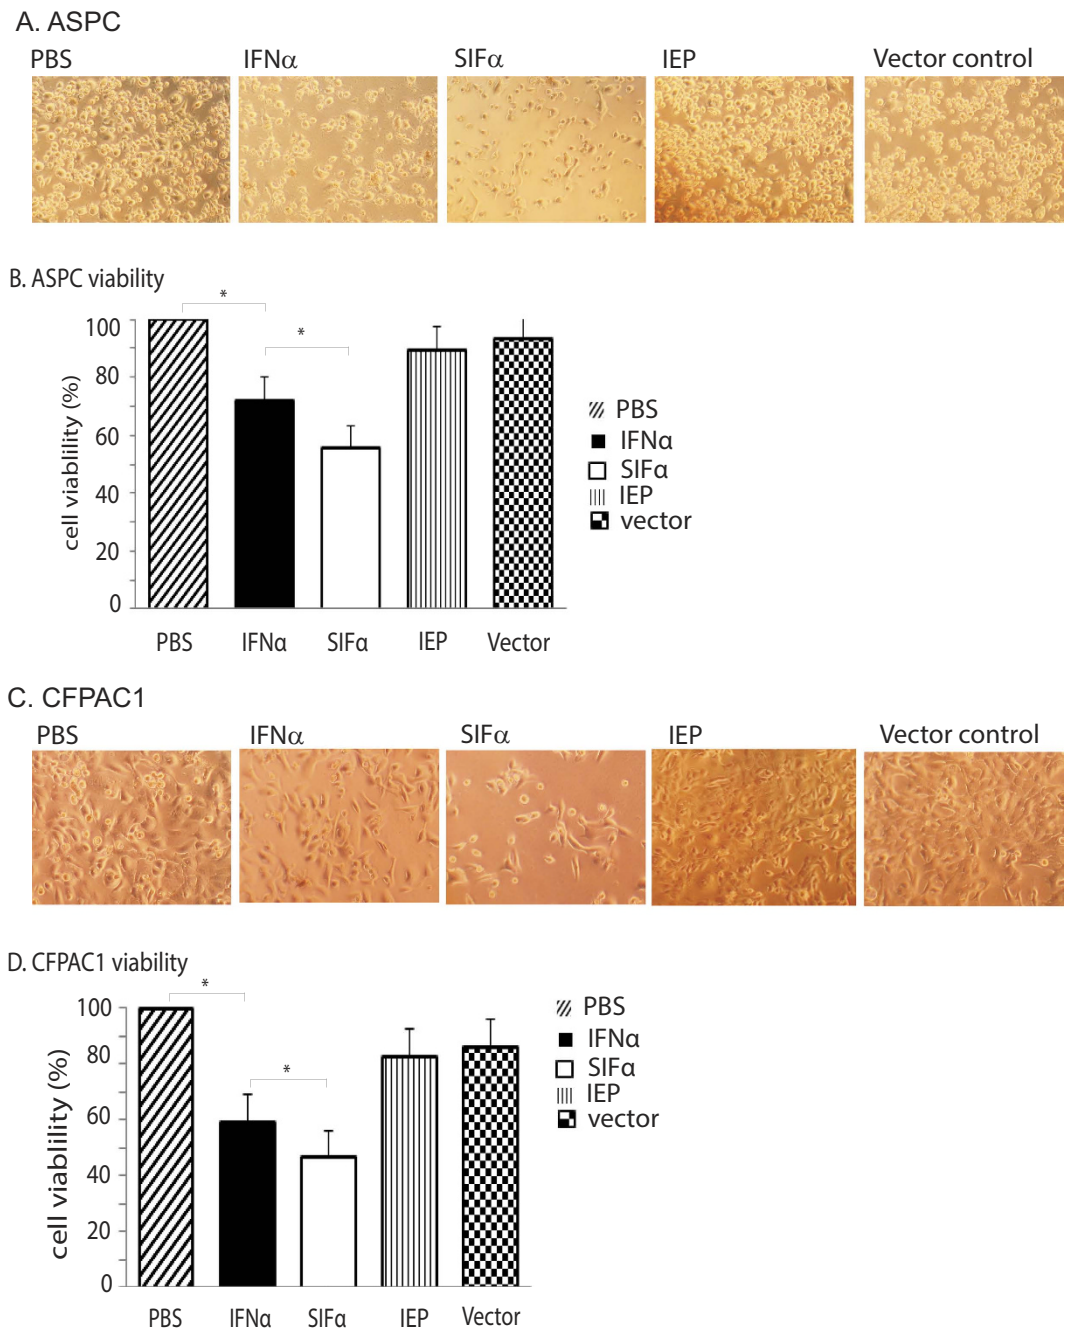 A. ASPC
PBS IFNα SIFα IEP Vector control
B. ASPC viability
*
*
100
80
60
40
20
0
cell viablility (%)
PBS IFNα SIFα IEP Vector
PBS
IFNα
SIFα
IEP
vector
C. CFPAC1
PBS IFNα SIFα IEP Vector control
D. CFPAC1 viability
*
*
100
80
60
40
20
0
cell viablility (%)
PBS IFNα SIFα IEP Vector
PBS
IFNα
SIFα
IEP
vector